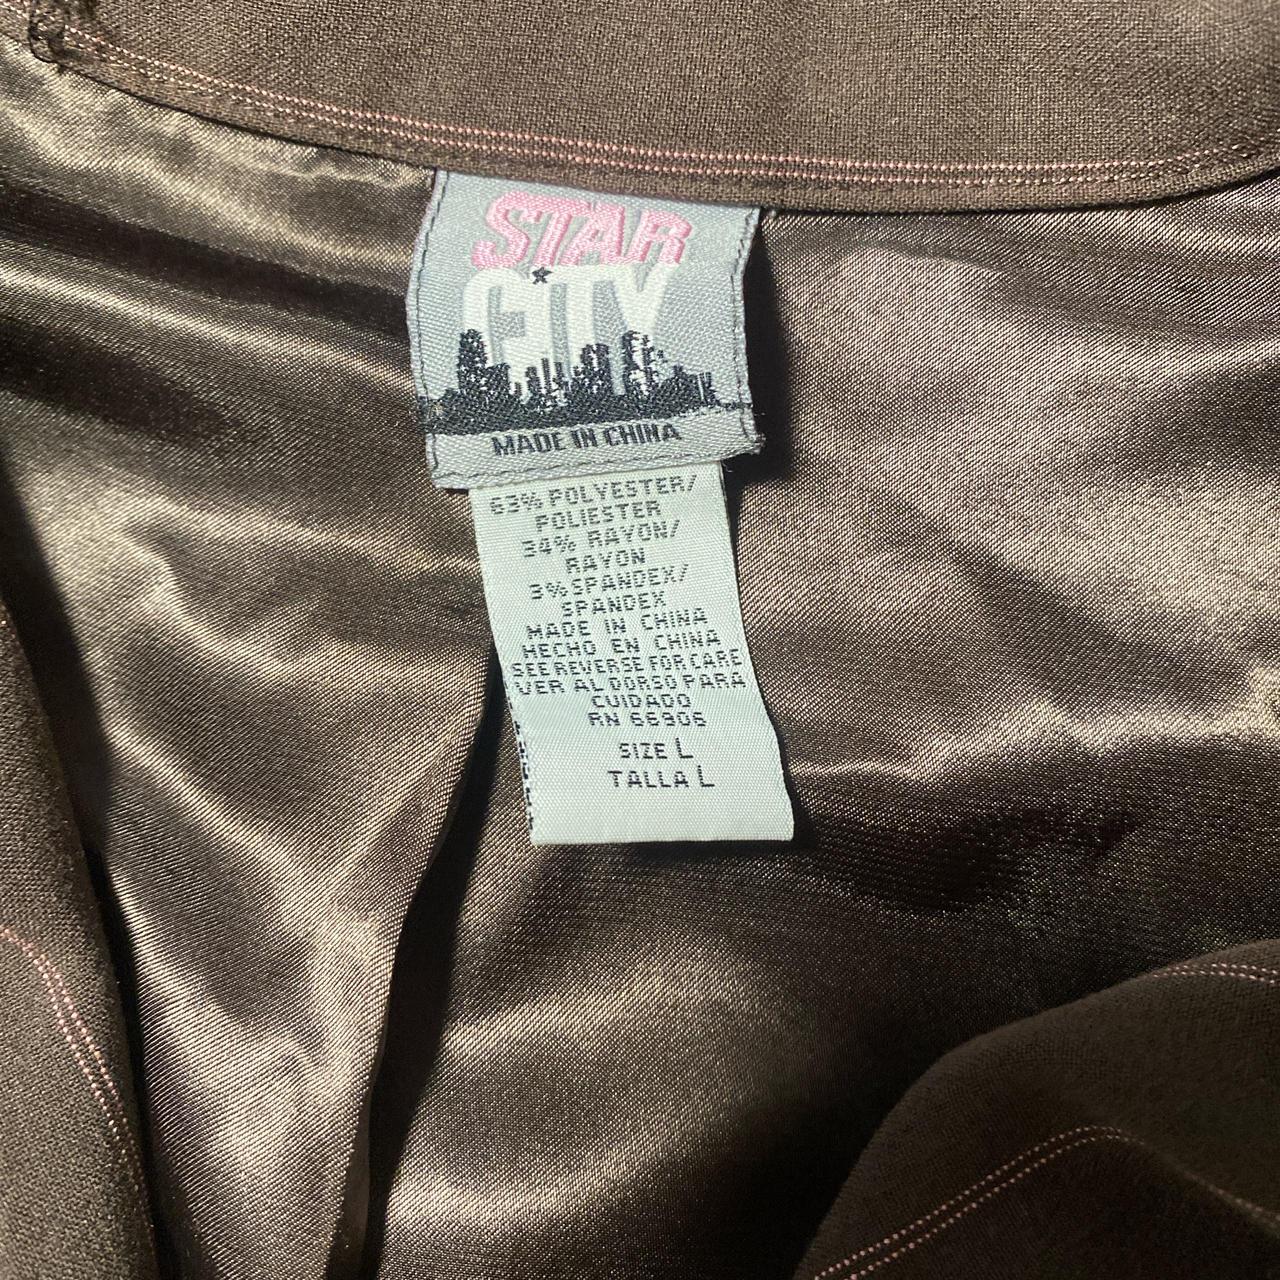 STAR
CITY
MADE IN CHINA
63% POLYESTER/
POLIESTER
34% RAYON/
RAYON
3% SPANDEX/
SPANDEX
MADE IN CHINA
HECHO EN CHINA
SEE REVERSE FOR CARE
VER AL DORSO PARA
CUIDADO
RN 66906
SIZE L
TALLA L